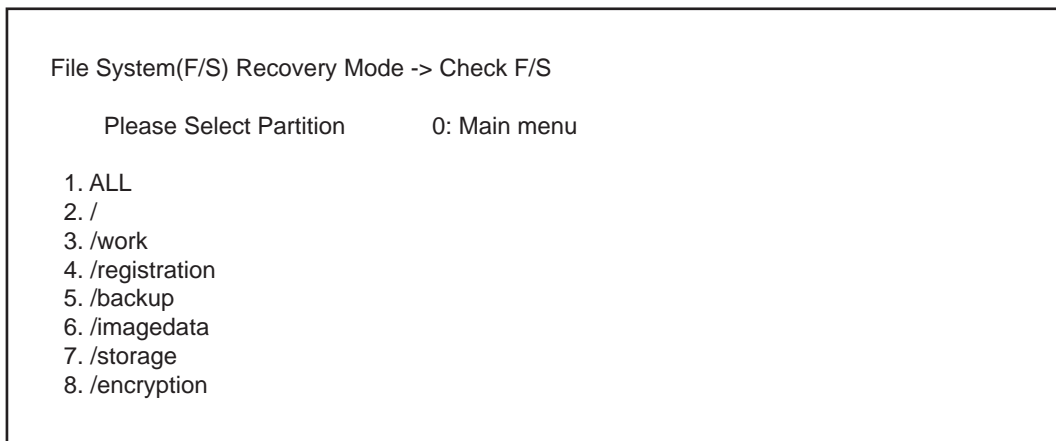 File System(F/S) Recovery Mode -> Check F/S
Please Select Partition 0: Main menu
1. ALL
2. /
3. /work
4. /registration
5. /backup
6. /imagedata
7. /storage
8. /encryption